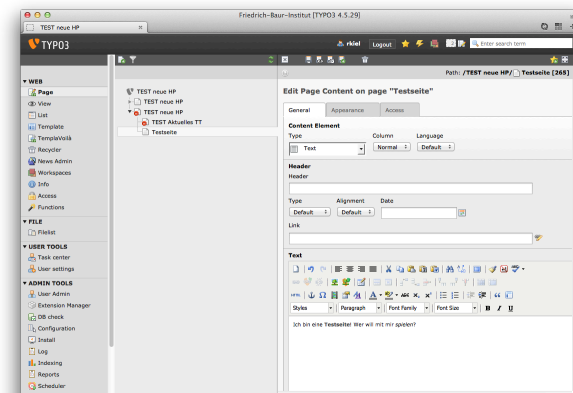 Friedrich-Baur-Institut [TYPO3 4.5.29]
TEST neue HP
TYPO3
rkiel
Logout
Enter search term
Path: /TEST neue HP/ Testseite [265]
WEB
Page
View
List
Template
TemplaVoilà
Recycler
News Admin
Workspaces
Info
Access
Functions
FILE
Filelist
USER TOOLS
Task center
User settings
ADMIN TOOLS
User Admin
Extension Manager
DB check
Configuration
Install
Log
Indexing
Reports
Scheduler
TEST neue HP
TEST neue HP
TEST neue HP
TEST Aktuelles TT
Testseite
Edit Page Content on page "Testseite"
General Appearance Access
Content Element
Type Column Language
Text Normal Default
Header
Header
Type Alignment Date
Default Default
Link
Text
Styles Paragraph Font Family Font Size B I U
Ich bin eine Testseite! Wer will mit mir spielen?